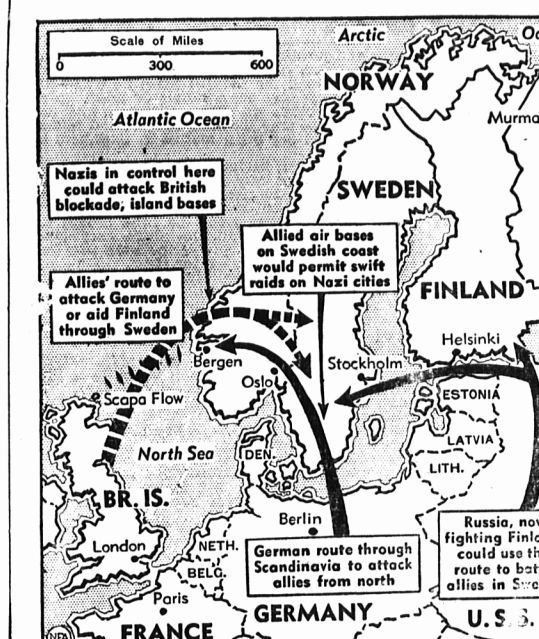 Scale of Miles
0 300 600
Arctic
NORWAY
Atlantic Ocean
Nazis in control here
could attack British
blockade, island bases
SWEDEN
Allied air bases
on Swedish coast
would permit swift
raids on Nazi cities
Allies' route to
attack Germany
or aid Finland
through Sweden
FINLAND
Helsinki
Bergen
Stockholm
Oslo
Scapa Flow
ESTONIA
North Sea
DEN.
LATVIA
LITH.
BR. IS.
Berlin
London
NETH.
BELG.
German route through
Scandinavia to attack
allies from north
Russia, now
fighting Finl
could use th
route to bat
allies in Swe
Paris
GERMANY
U. S. S.
FRANCE
NEA